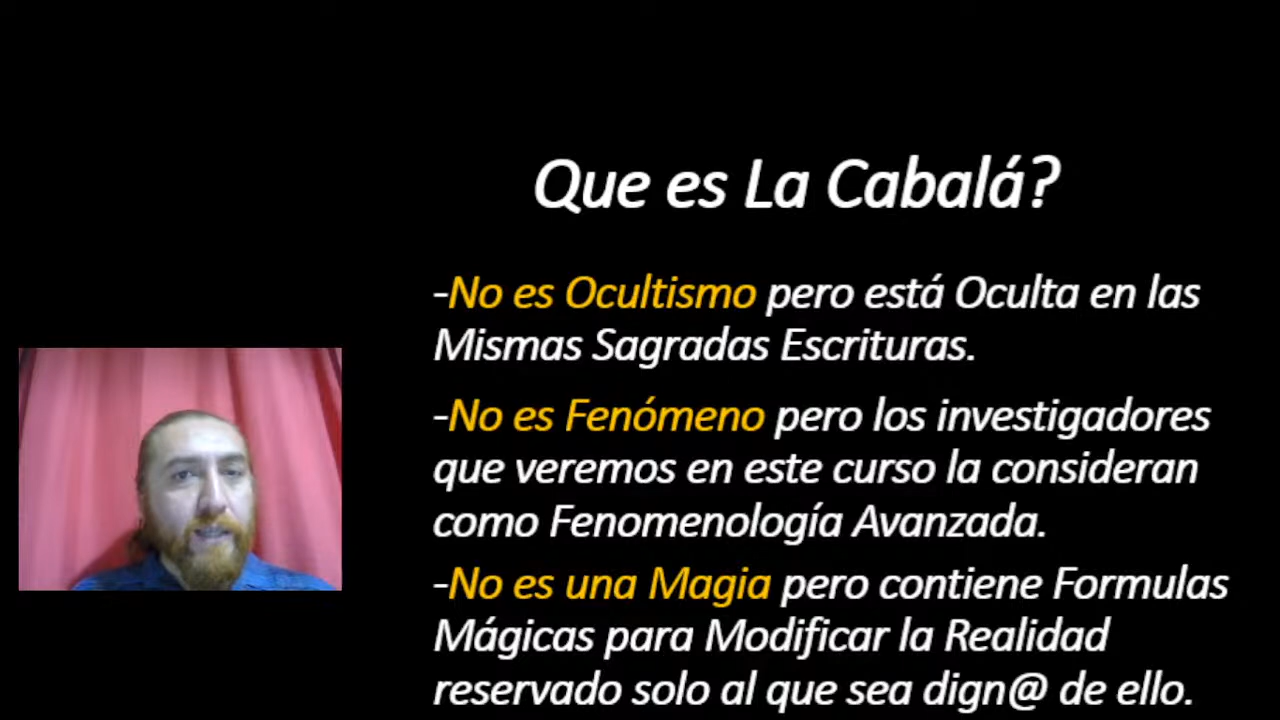 Que es La Cabalá?
-No es Ocultismo pero está Oculta en las
Mismas Sagradas Escrituras.
-No es Fenómeno pero los investigadores
que veremos en este curso la consideran
como Fenomenología Avanzada.
-No es una Magia pero contiene Formulas
Mágicas para Modificar la Realidad
reservado solo al que sea dign@ de ello.